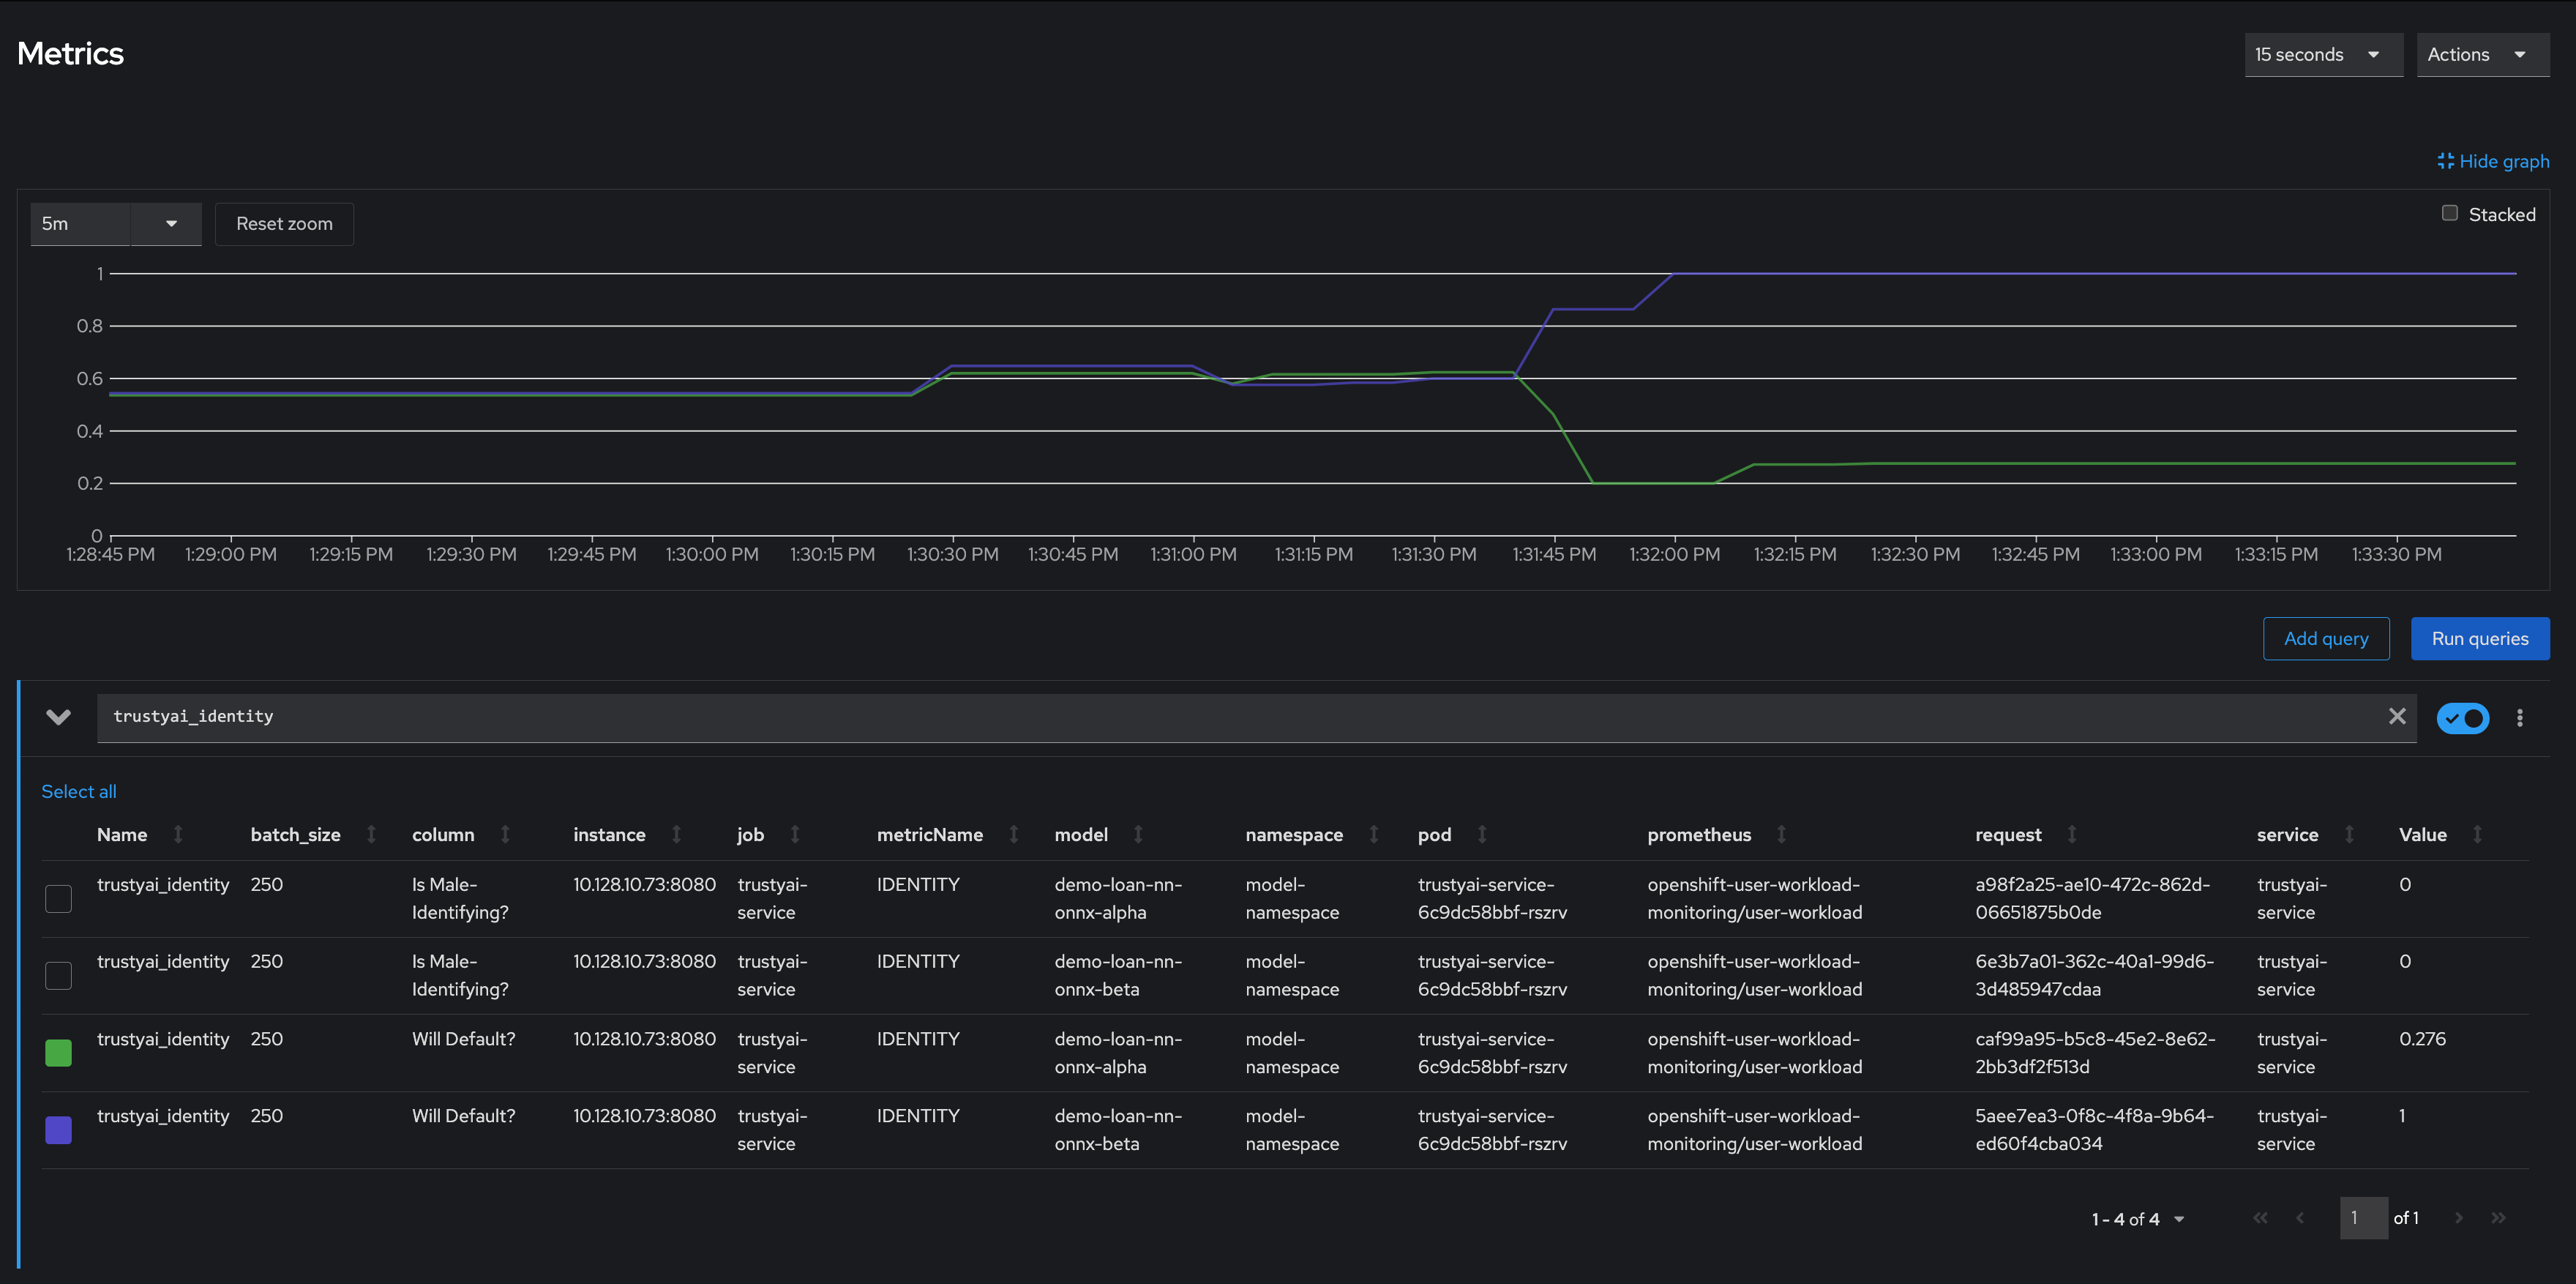 Metrics
15 seconds
Actions
Hide graph
5m
Reset zoom
Stacked
1
0.8
0.6
0.4
0.2
0
1:28:45 PM 1:29:00 PM 1:29:15 PM 1:29:30 PM 1:29:45 PM 1:30:00 PM 1:30:15 PM 1:30:30 PM 1:30:45 PM 1:31:00 PM 1:31:15 PM 1:31:30 PM 1:31:45 PM 1:32:00 PM 1:32:15 PM 1:32:30 PM 1:32:45 PM 1:33:00 PM 1:33:15 PM 1:33:30 PM
Add query
Run queries
trustyai_identity
Select all
Name batch_size column instance job metricName model namespace pod prometheus request service Value
trustyai_identity 250 Is Male- 10.128.10.73:8080 trustyai- IDENTITY demo-loan-nn- model- trustyai-service- openshift-user-workload- a98f2a25-ae10-472c-862d- trustyai- 0
Identifying? service onnx-alpha namespace 6c9dc58bbf-rszrv monitoring/user-workload 06651875b0de service
trustyai_identity 250 Is Male- 10.128.10.73:8080 trustyai- IDENTITY demo-loan-nn- model- trustyai-service- openshift-user-workload- 6e3b7a01-362c-40a1-99d6- trustyai- 0
Identifying? service onnx-beta namespace 6c9dc58bbf-rszrv monitoring/user-workload 3d485947cdaa service
trustyai_identity 250 Will Default? 10.128.10.73:8080 trustyai- IDENTITY demo-loan-nn- model- trustyai-service- openshift-user-workload- caf99a95-b5c8-45e2-8e62- trustyai- 0.276
service onnx-alpha namespace 6c9dc58bbf-rszrv monitoring/user-workload 2bb3df2f513d service
trustyai_identity 250 Will Default? 10.128.10.73:8080 trustyai- IDENTITY demo-loan-nn- model- trustyai-service- openshift-user-workload- 5aee7ea3-0f8c-4f8a-9b64- trustyai- 1
service onnx-beta namespace 6c9dc58bbf-rszrv monitoring/user-workload ed60f4cba034 service
1 - 4 of 4
1 of 1